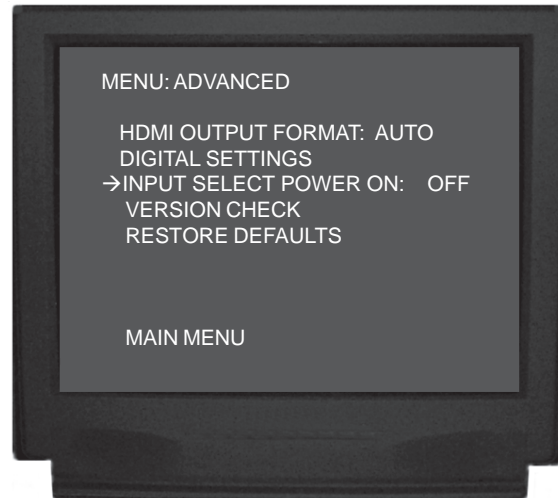 MENU: ADVANCED
HDMI OUTPUT FORMAT: AUTO
DIGITAL SETTINGS
→INPUT SELECT POWER ON: OFF
VERSION CHECK
RESTORE DEFAULTS
MAIN MENU